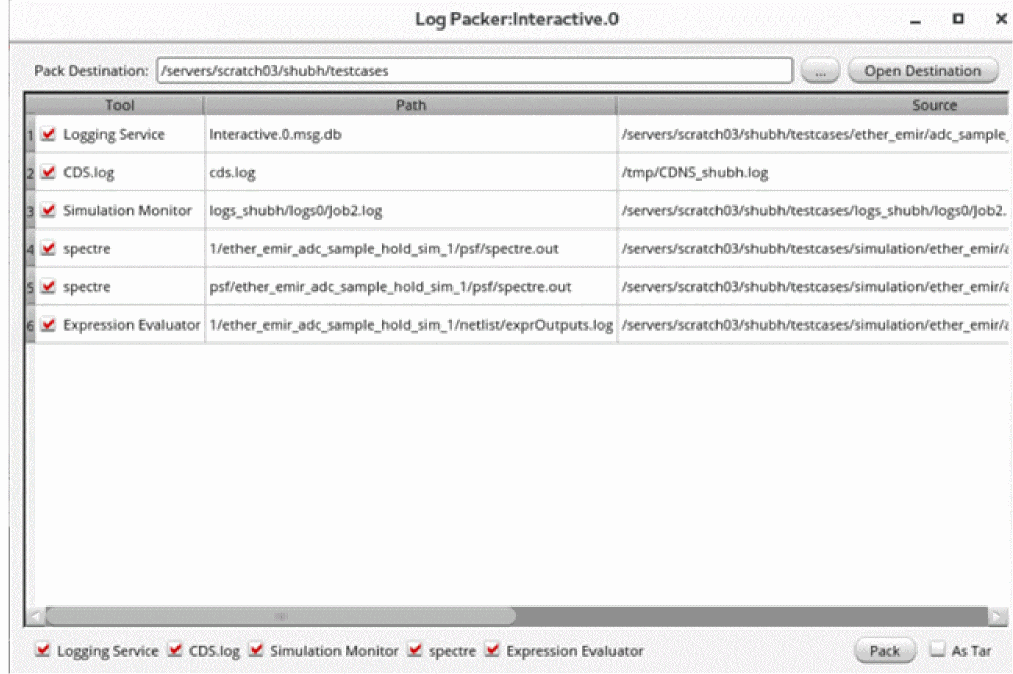 Log Packer:Interactive.0
Pack Destination: /servers/scratch03/shubh/testcases ... Open Destination
Tool Path Source
1 Logging Service Interactive.0.msg.db /servers/scratch03/shubh/testcases/ether_emir/adc_sample_
2 CDS.log cds.log /tmp/CDNS_shubh.log
3 Simulation Monitor logs_shubh/logs0/Job2.log /servers/scratch03/shubh/testcases/logs_shubh/logs0/Job2.
4 spectre 1/ether_emir_adc_sample_hold_sim_1/psf/spectre.out /servers/scratch03/shubh/testcases/simulation/ether_emir/a
5 spectre psf/ether_emir_adc_sample_hold_sim_1/psf/spectre.out /servers/scratch03/shubh/testcases/simulation/ether_emir/a
6 Expression Evaluator 1/ether_emir_adc_sample_hold_sim_1/netlist/exprOutputs.log /servers/scratch03/shubh/testcases/simulation/ether_emir/a
Logging Service CDS.log Simulation Monitor spectre Expression Evaluator Pack As Tar